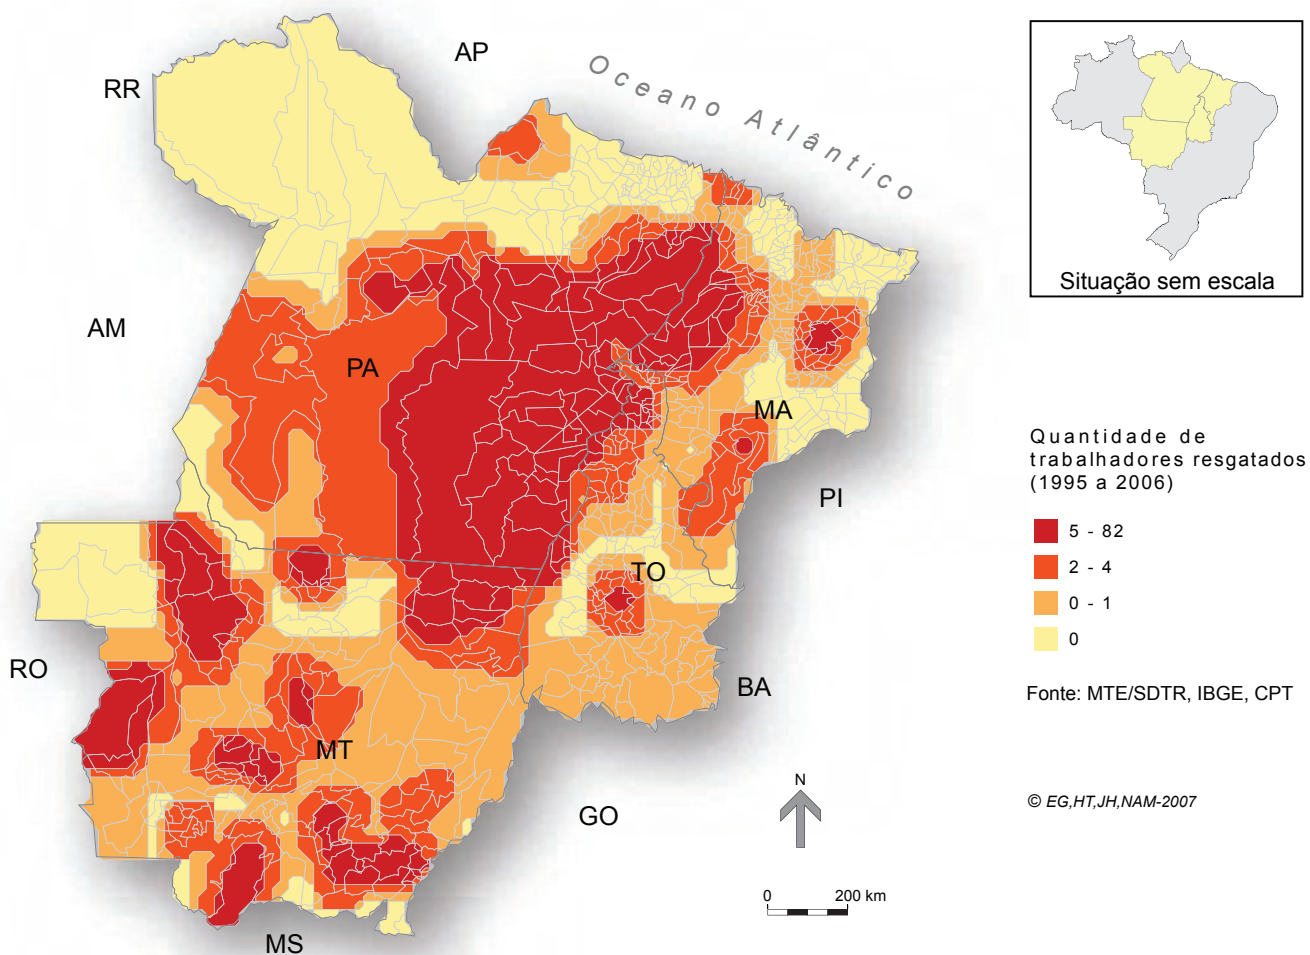 AP
RR
Oceano Atlântico
AM
PA
MA
PI
TO
RO
BA
MT
GO
MS
N
0 200 km
Situação sem escala
Quantidade de
trabalhadores resgatados
(1995 a 2006)
5 - 82
2 - 4
0 - 1
0
Fonte: MTE/SDTR, IBGE, CPT
© EG,HT,JH,NAM-2007